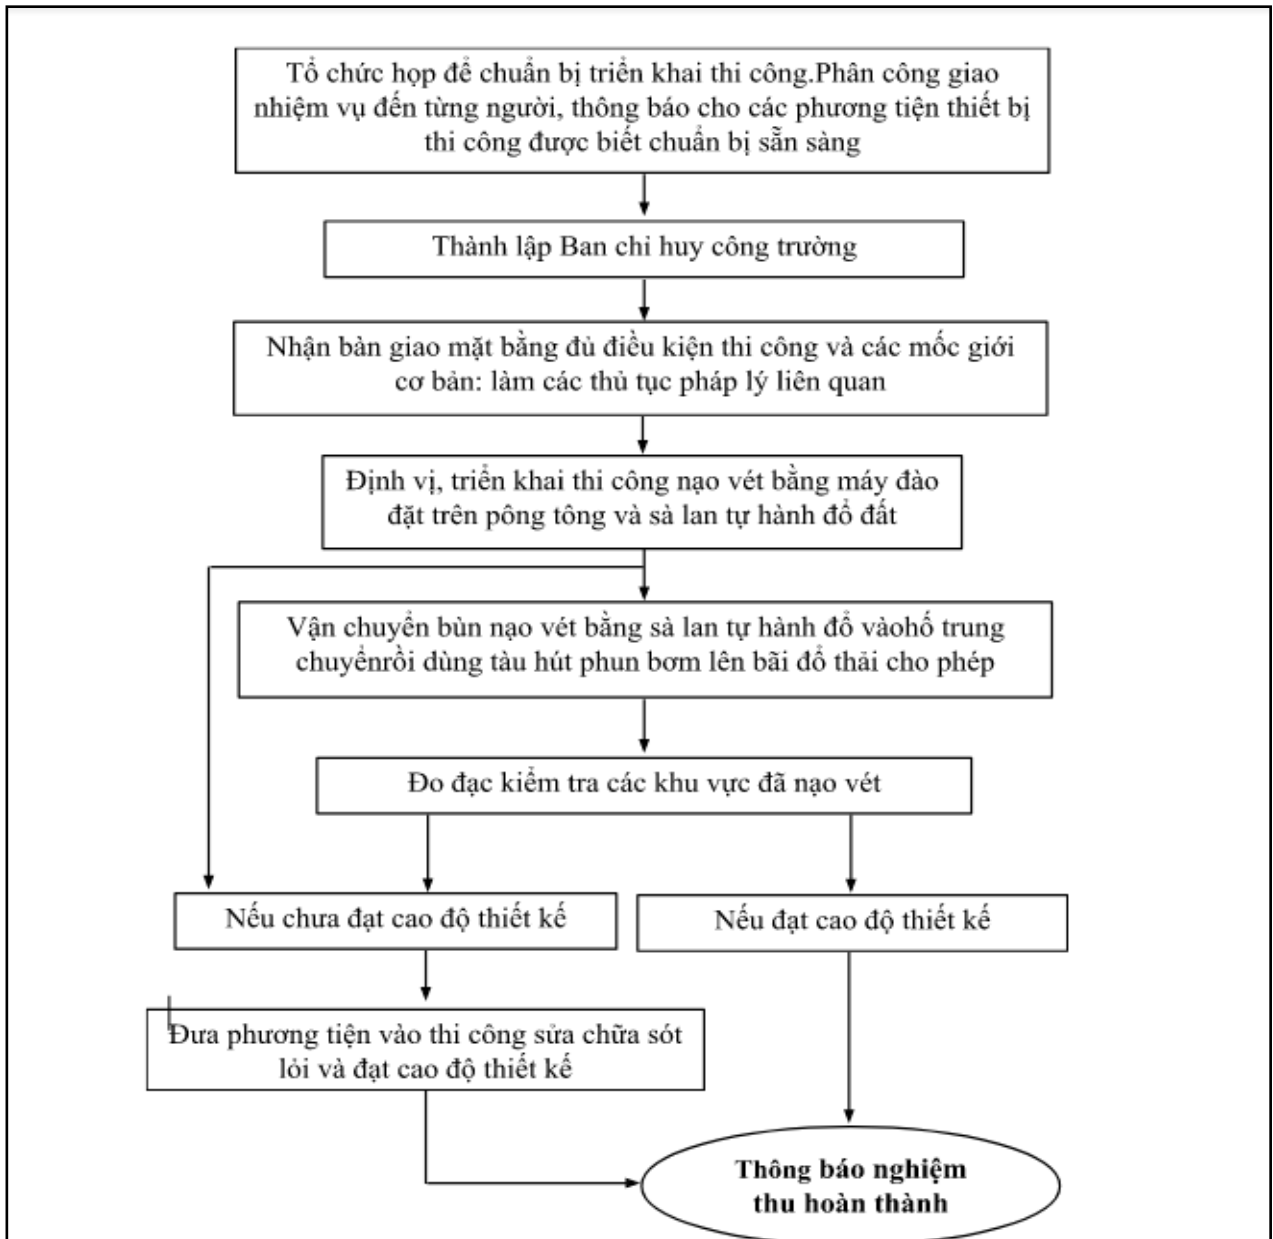 Tổ chức họp để chuẩn bị triển khai thi công.Phân công giao
nhiệm vụ đến từng người, thông báo cho các phương tiện thiết bị
thi công được biết chuẩn bị sẵn sàng
Thành lập Ban chỉ huy công trường
Nhận bàn giao mặt bằng đủ điều kiện thi công và các mốc giới
cơ bản: làm các thủ tục pháp lý liên quan
Định vị, triển khai thi công nạo vét bằng máy đào
đặt trên pông tông và sà lan tự hành đổ đất
Vận chuyển bùn nạo vét bằng sà lan tự hành đổ vàohố trung
chuyểnrồi dùng tàu hút phun bơm lên bãi đổ thải cho phép
Đo đạc kiểm tra các khu vực đã nạo vét
Nếu chưa đạt cao độ thiết kế
Nếu đạt cao độ thiết kế
Đưa phương tiện vào thi công sửa chữa sót
lỏi và đạt cao độ thiết kế
Thông báo nghiệm
thu hoàn thành